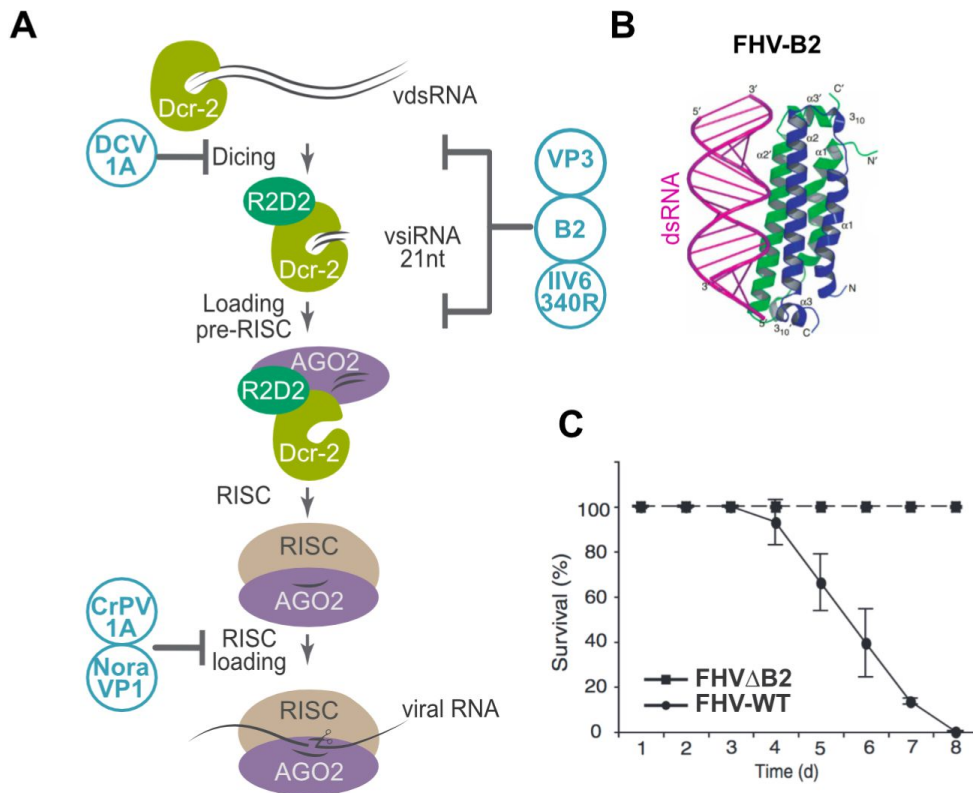 A
Dcr-2
vdsRNA
DCV
1A
Dicing
R2D2
Dcr-2
vsiRNA
21nt
VP3
B2
IIV6
340R
Loading
pre-RISC
AGO2
R2D2
Dcr-2
RISC
RISC
AGO2
CrPV
1A
Nora
VP1
RISC
loading
RISC
viral RNA
AGO2
B
FHV-B2
3'
5'
α3'
C'
3₁₀
α2
α2'
α1'
N'
dsRNA
α1
3'
N
α3
5'
3₁₀'
C
C
Survival (%)
100
80
60
40
20
0
FHV∆B2
FHV-WT
1 2 3 4 5 6 7 8
Time (d)